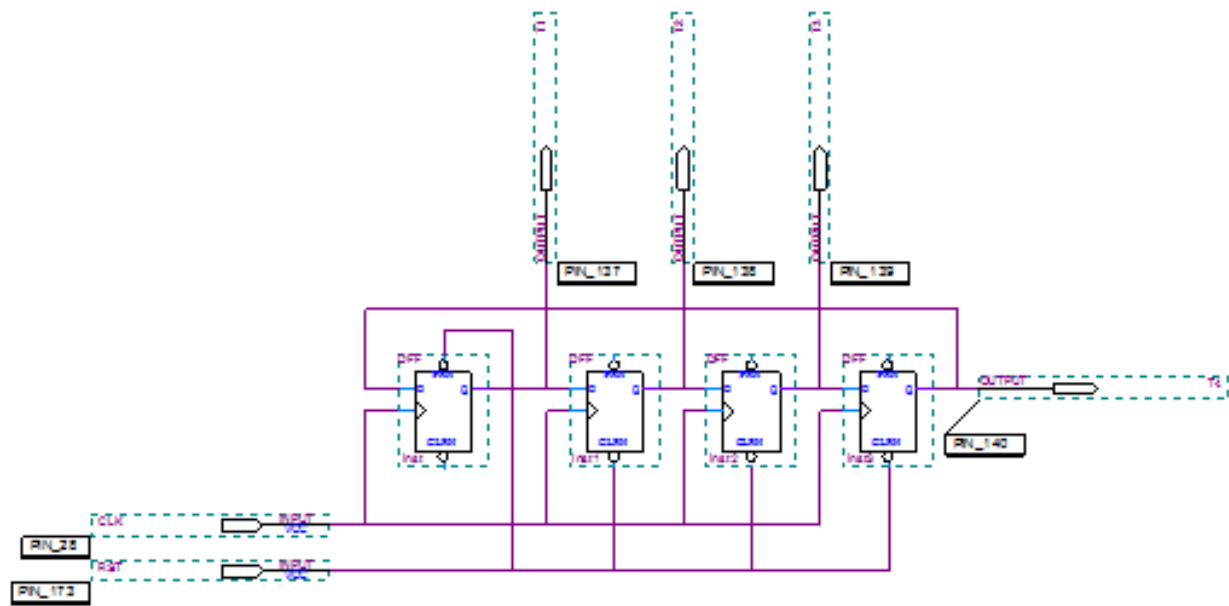 T1
T2
T3
OUTPUT
OUTPUT
OUTPUT
PIN_137
PIN_138
PIN_139
DFF
PRN
D
Q
CLRN
inst
DFF
PRN
D
Q
CLRN
inst1
DFF
PRN
D
Q
CLRN
inst2
DFF
PRN
D
Q
CLRN
inst3
OUTPUT
T4
PIN_140
CLK
INPUT
VCC
PIN_28
RST
INPUT
VCC